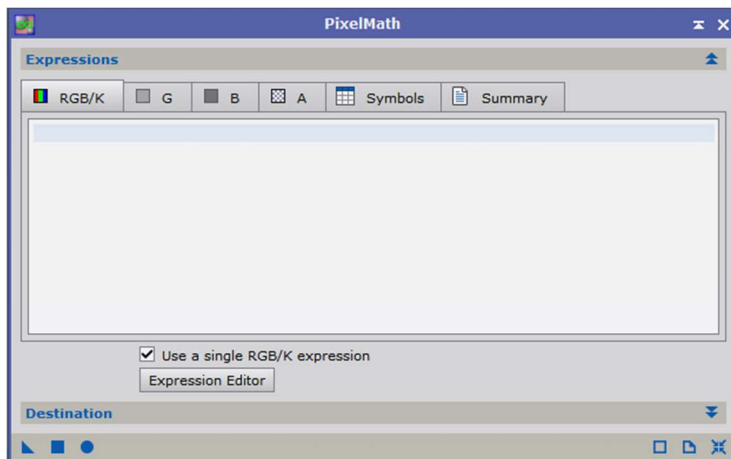 PixelMath
Expressions
RGB/K G B A Symbols Summary
Use a single RGB/K expression
Expression Editor
Destination